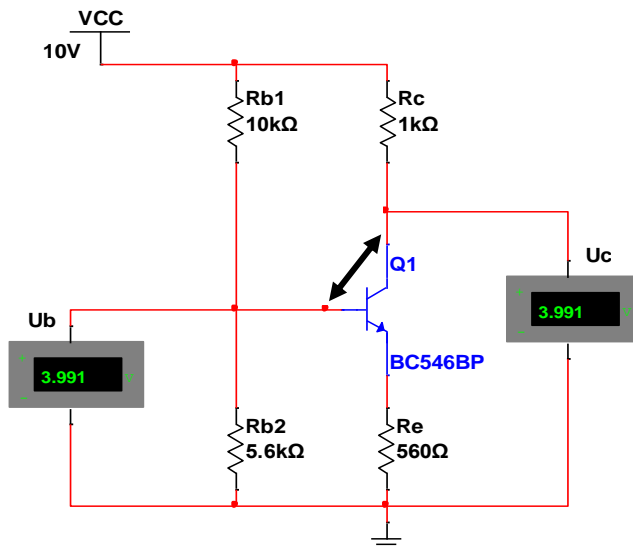 VCC
10V
Rb1
10kΩ
Rc
1kΩ
Q1
Uc
+
3.991
V
−
Ub
+
3.991
V
−
BC546BP
Rb2
5.6kΩ
Re
560Ω